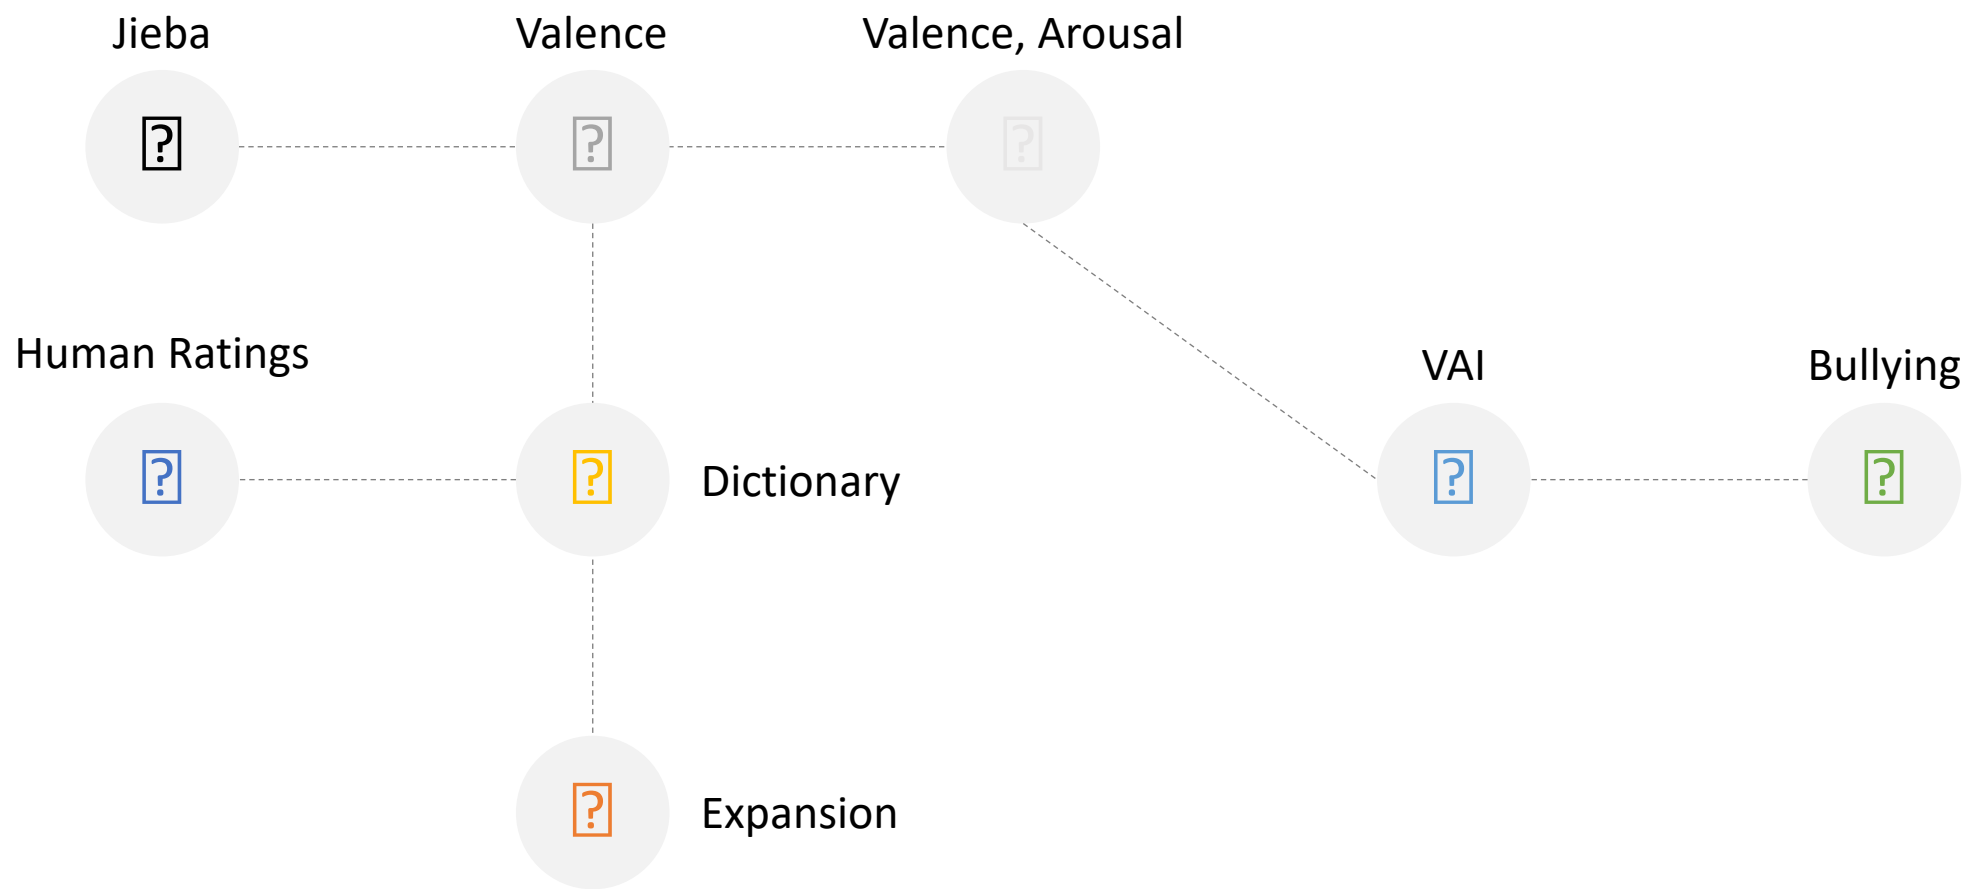 Jieba
Valence
Valence, Arousal
Human Ratings
Dictionary
VAI
Bullying
Expansion